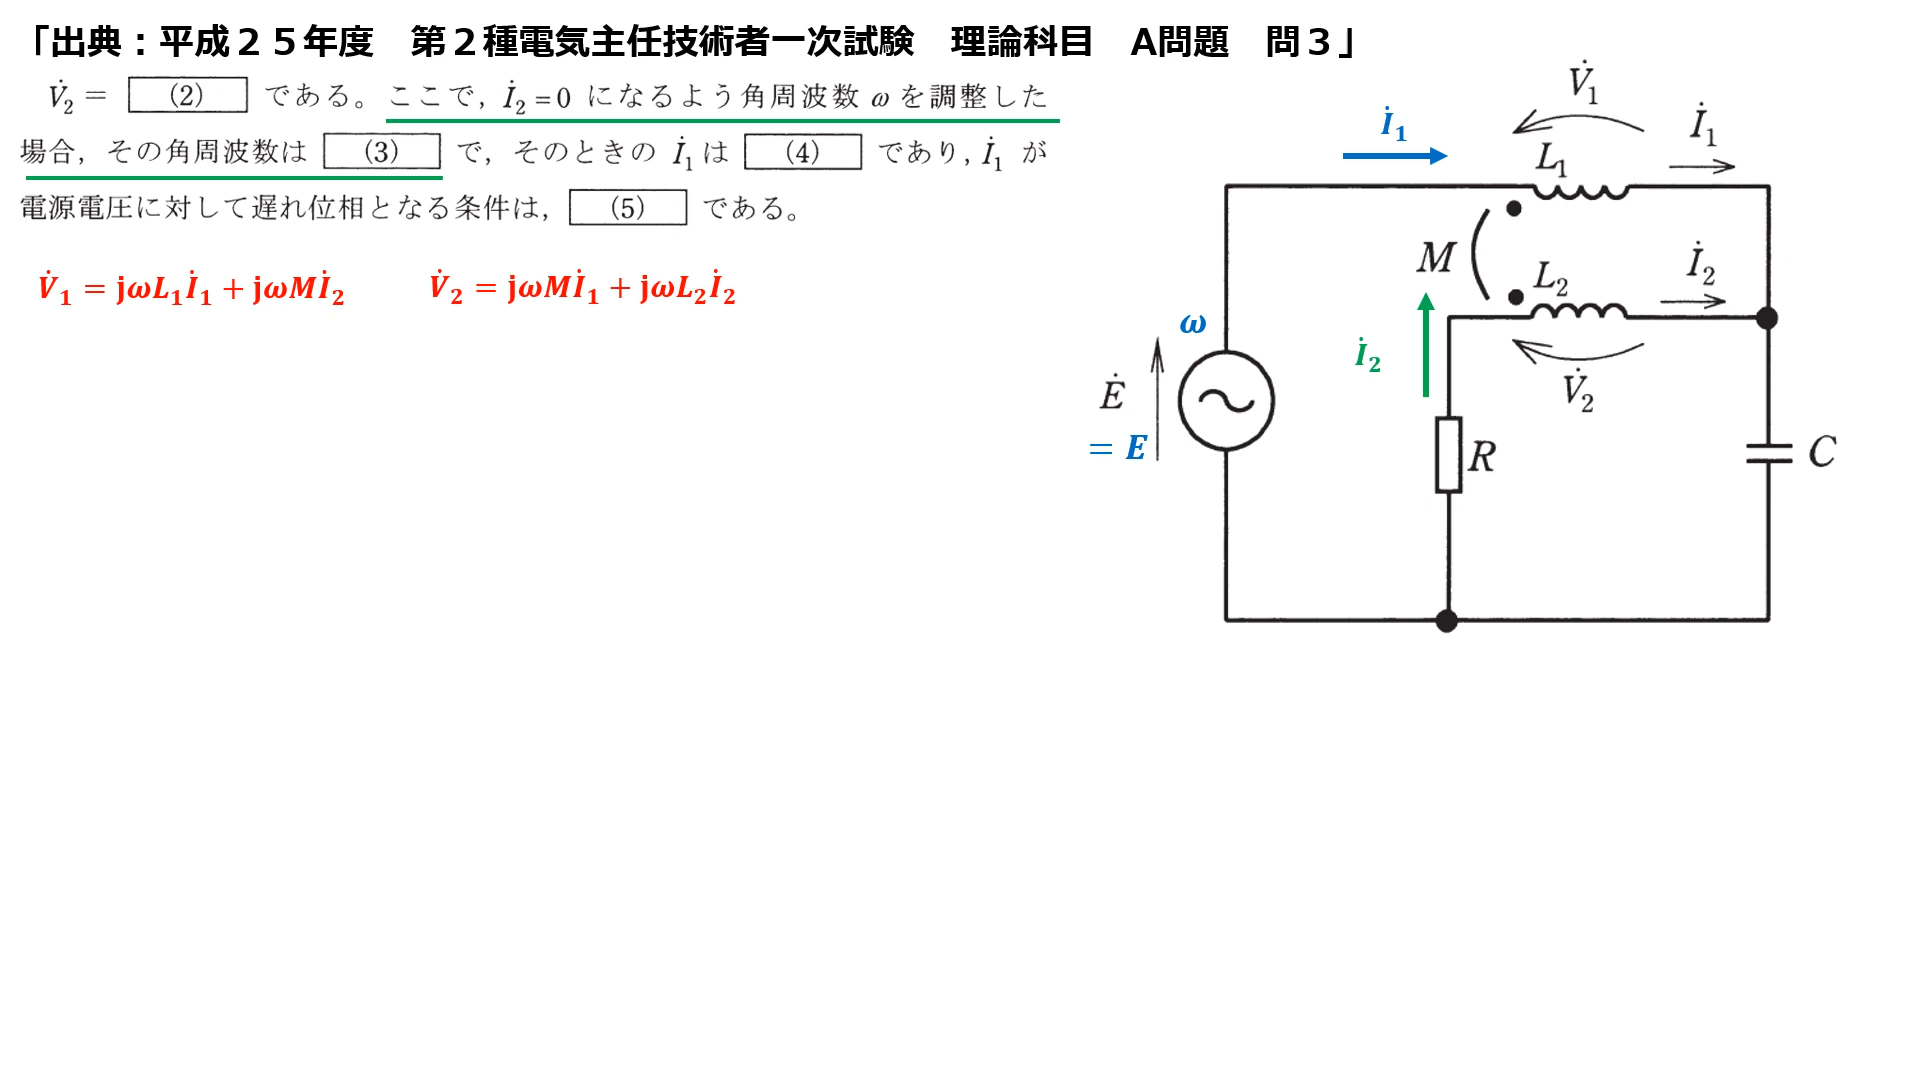 「出典：平成２５年度　第２種電気主任技術者一次試験　理論科目　A問題　問３」
V̇₂ = (2) である。ここで, İ₂=0 になるよう角周波数 ω を調整した
場合, その角周波数は (3) で, そのときの İ₁は (4) であり, İ₁ が
電源電圧に対して遅れ位相となる条件は, (5) である。
V̇₁ = jωL₁İ₁ + jωMİ₂
V̇₂ = jωMİ₁ + jωL₂İ₂
V̇₁
İ₁
İ₁
L₁
M
L₂
İ₂
ω
İ₂
V̇₂
Ė
= E
R
C